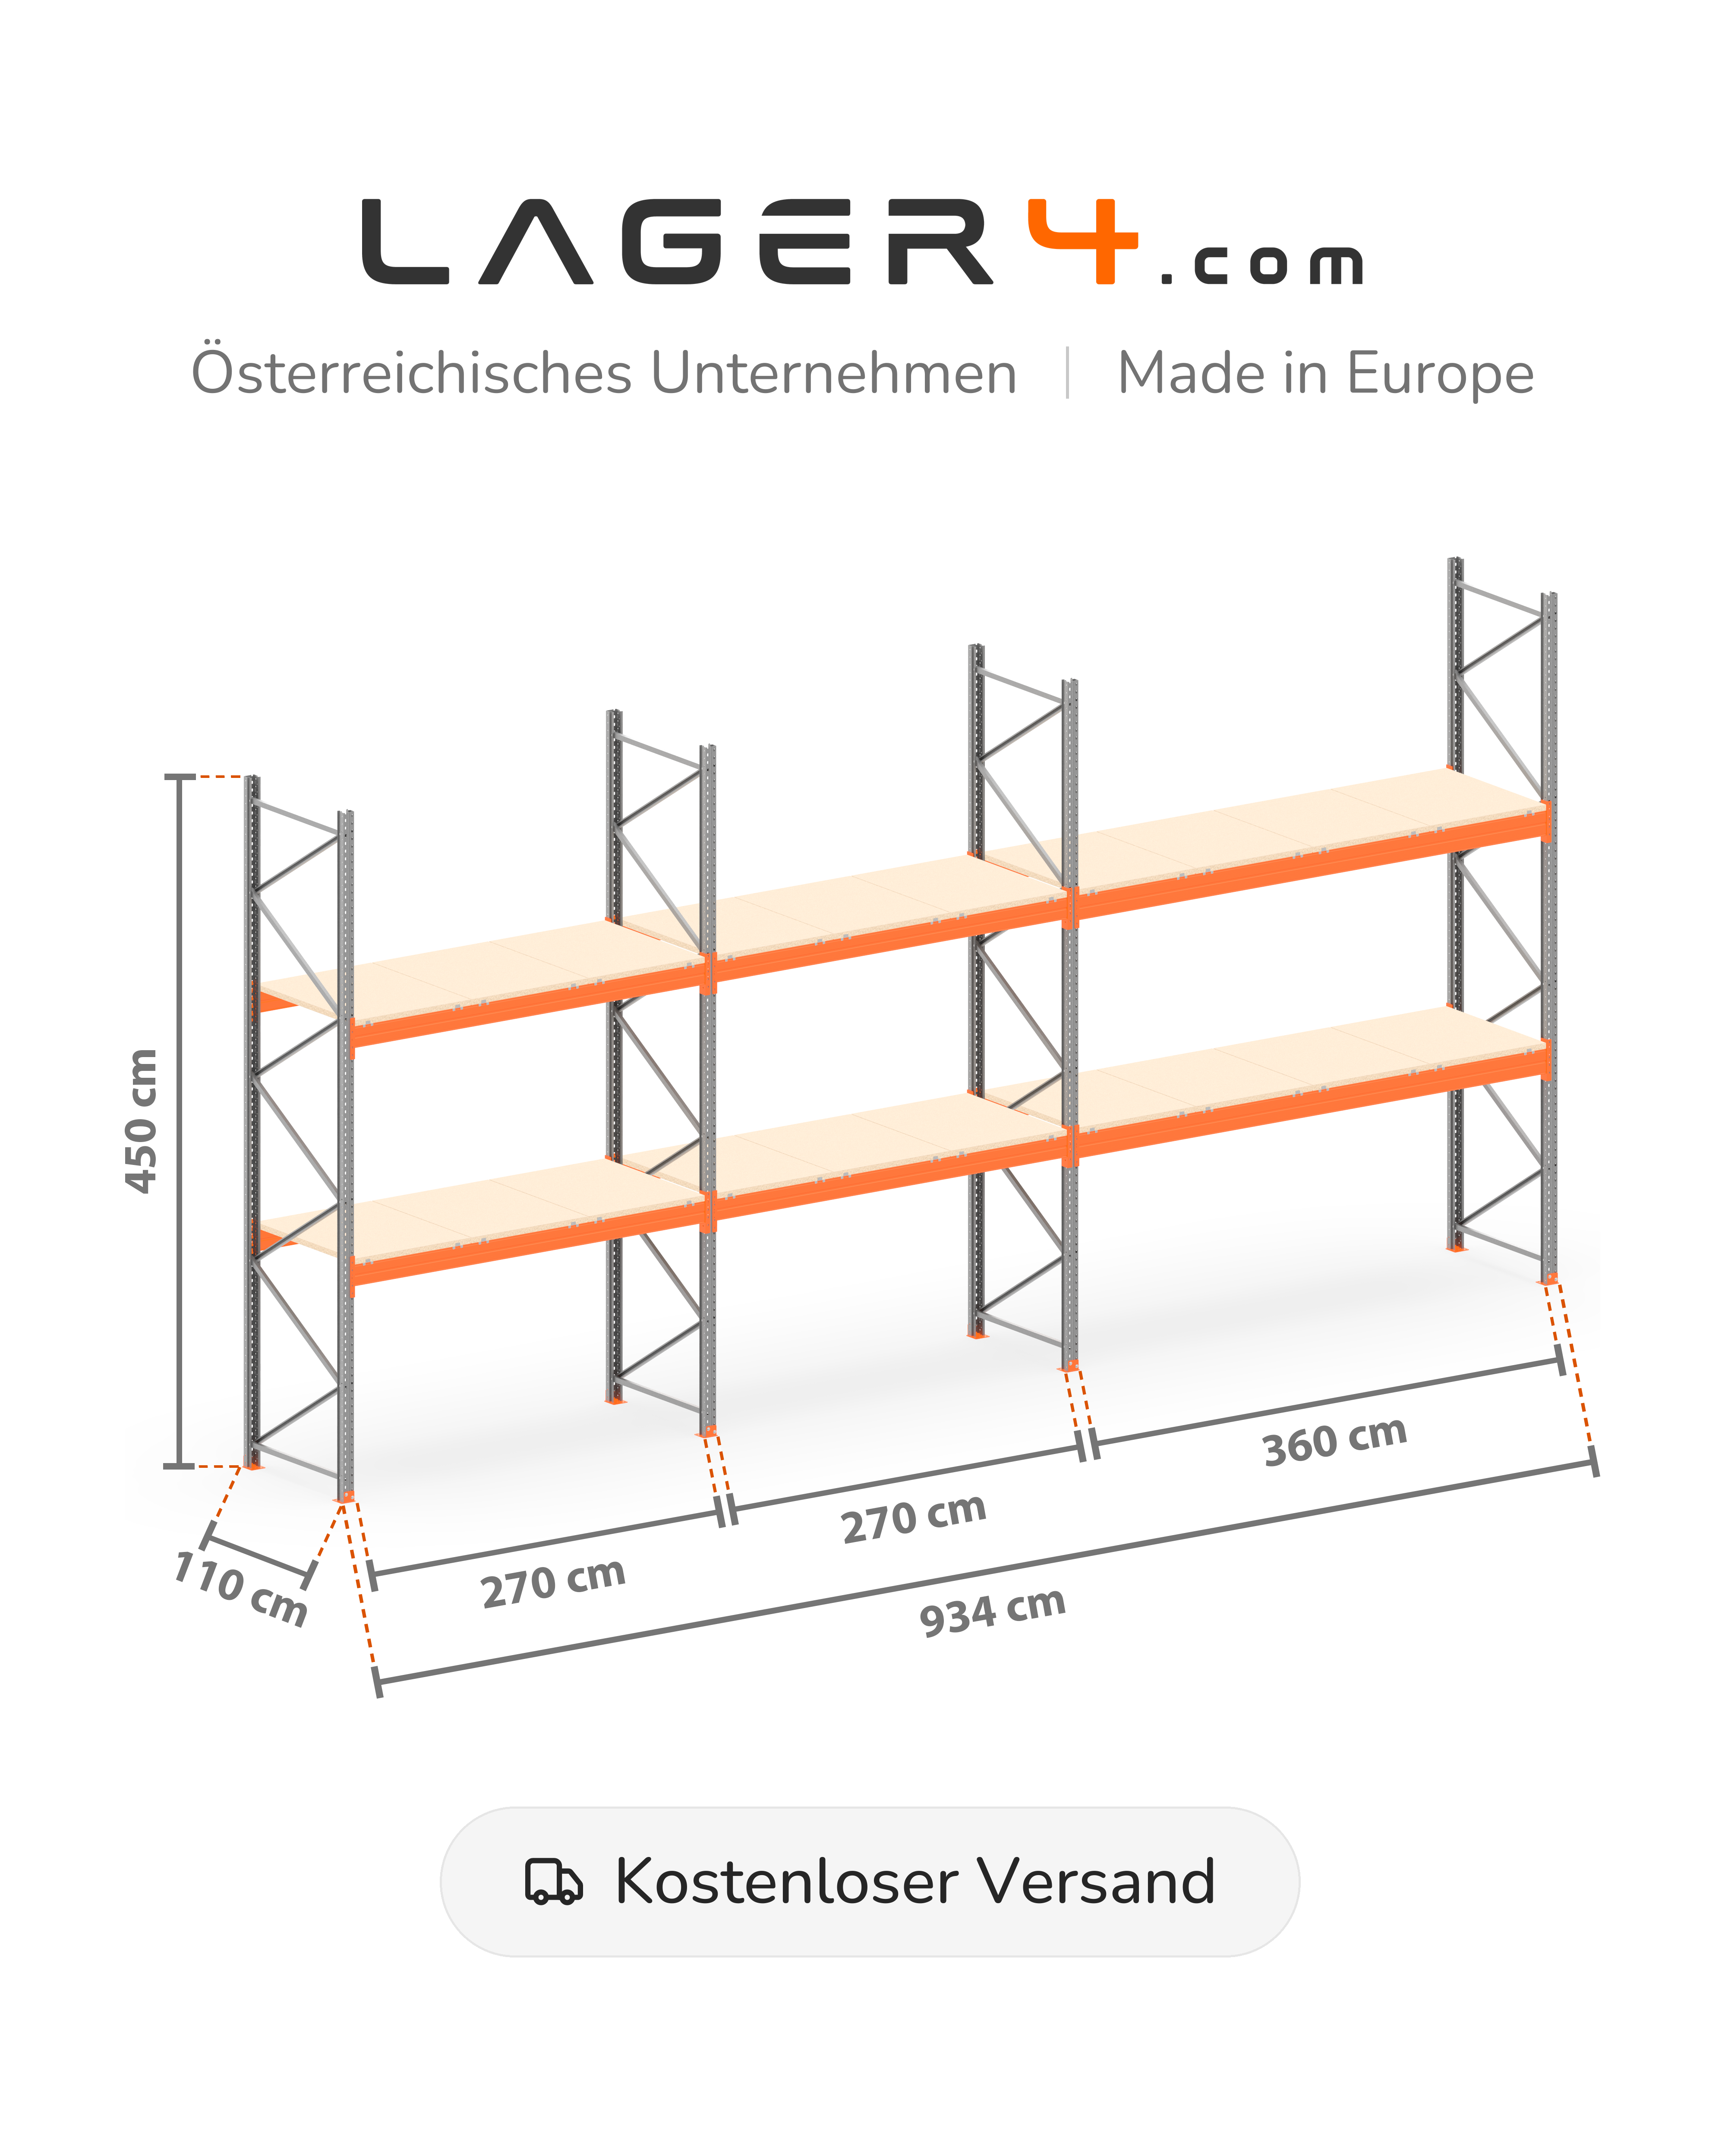 LAGER4.com
Österreichisches Unternehmen | Made in Europe
450 cm
110 cm
270 cm
270 cm
360 cm
934 cm
Kostenloser Versand